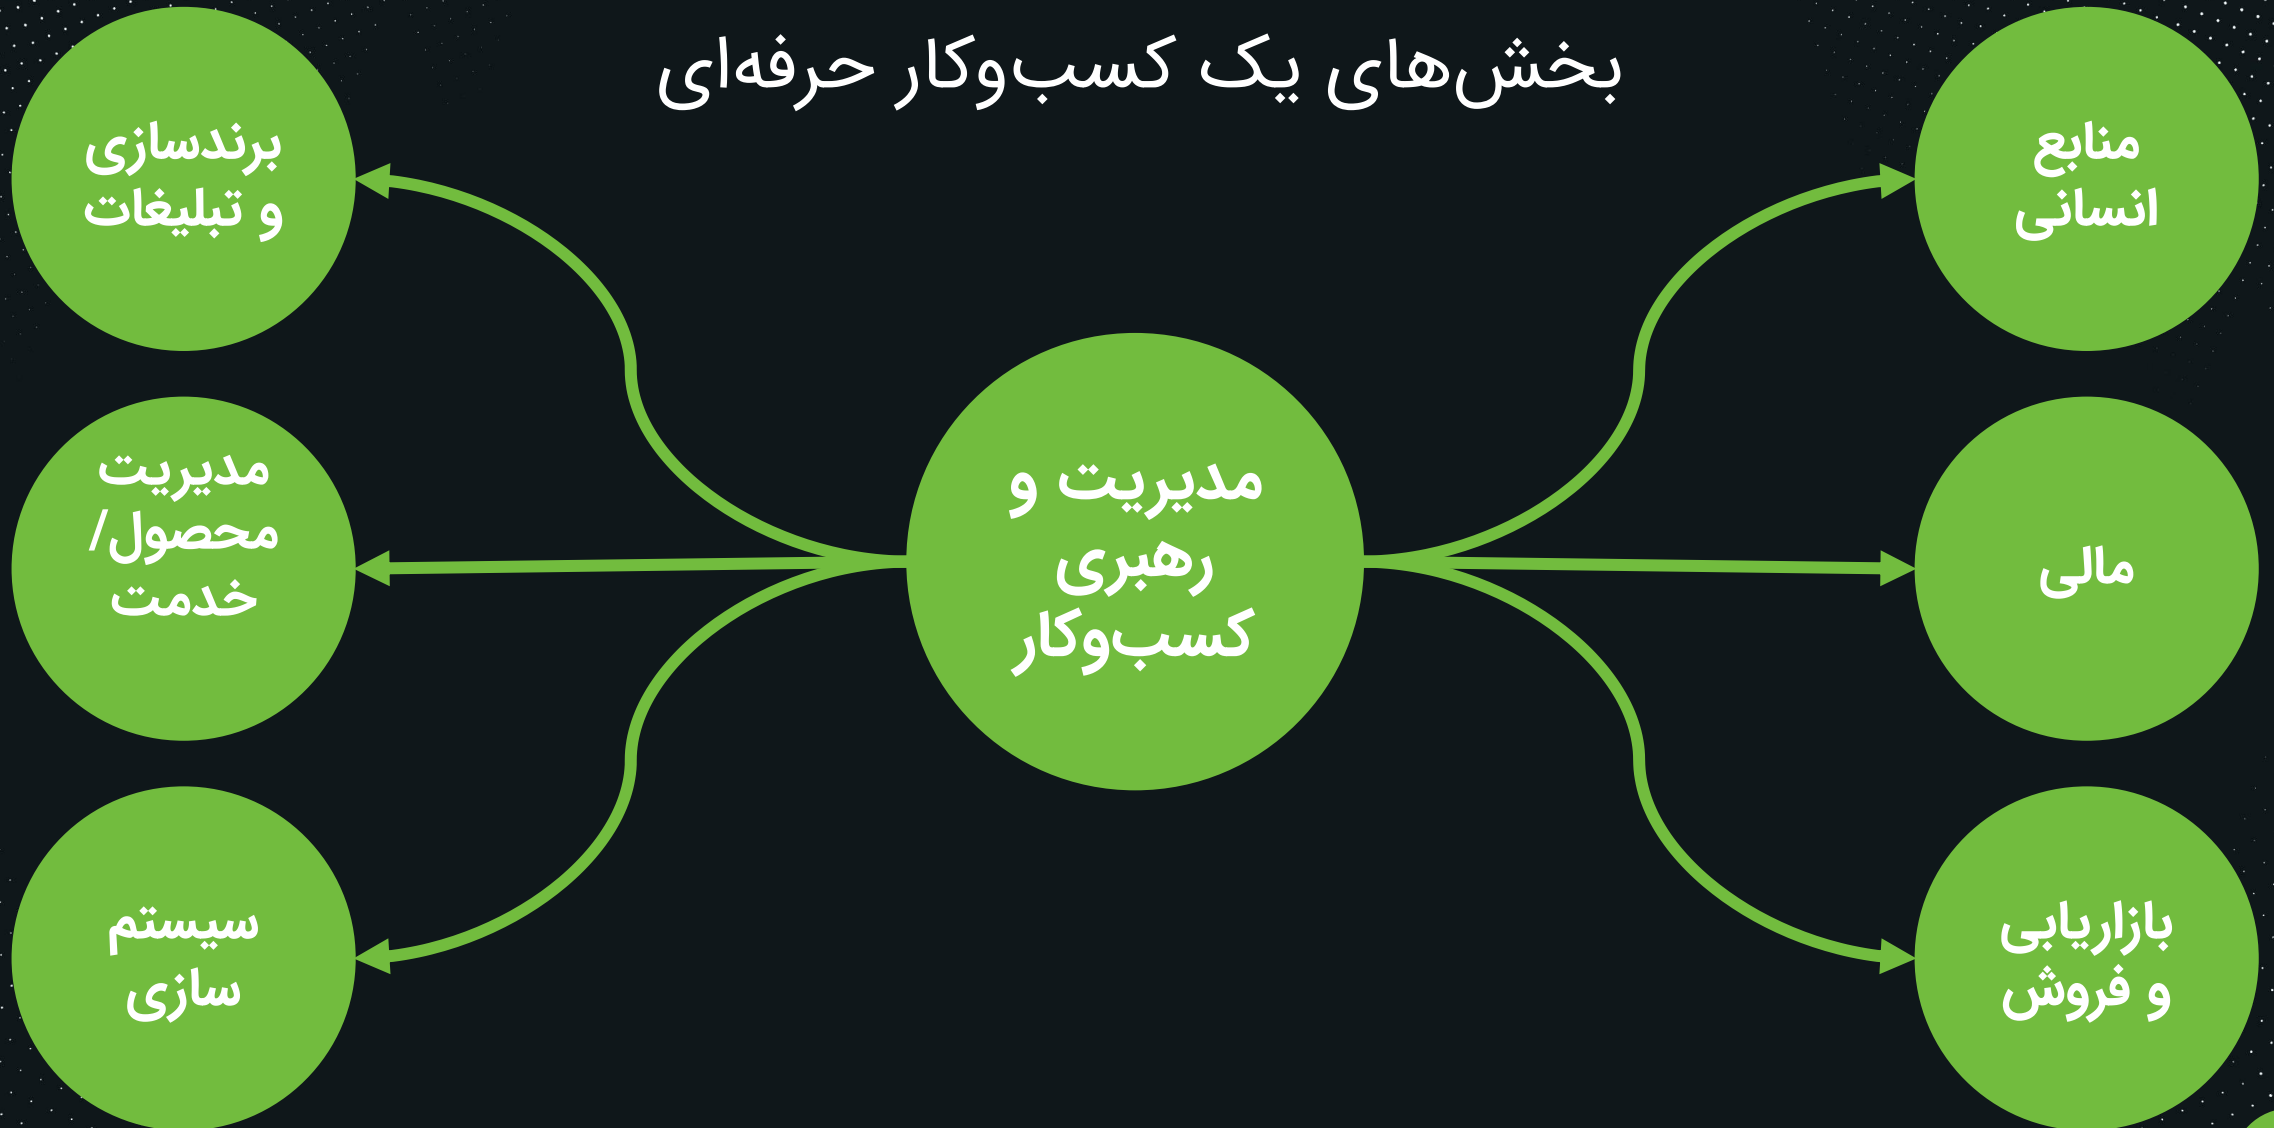 بخش‌های یک کسب‌وکار حرفه‌ای
منابع
انسانی
مالی
بازاریابی
و فروش
مدیریت و
رهبری
کسب‌وکار
برندسازی
و تبلیغات
مدیریت
محصول/
خدمت
سیستم
سازی